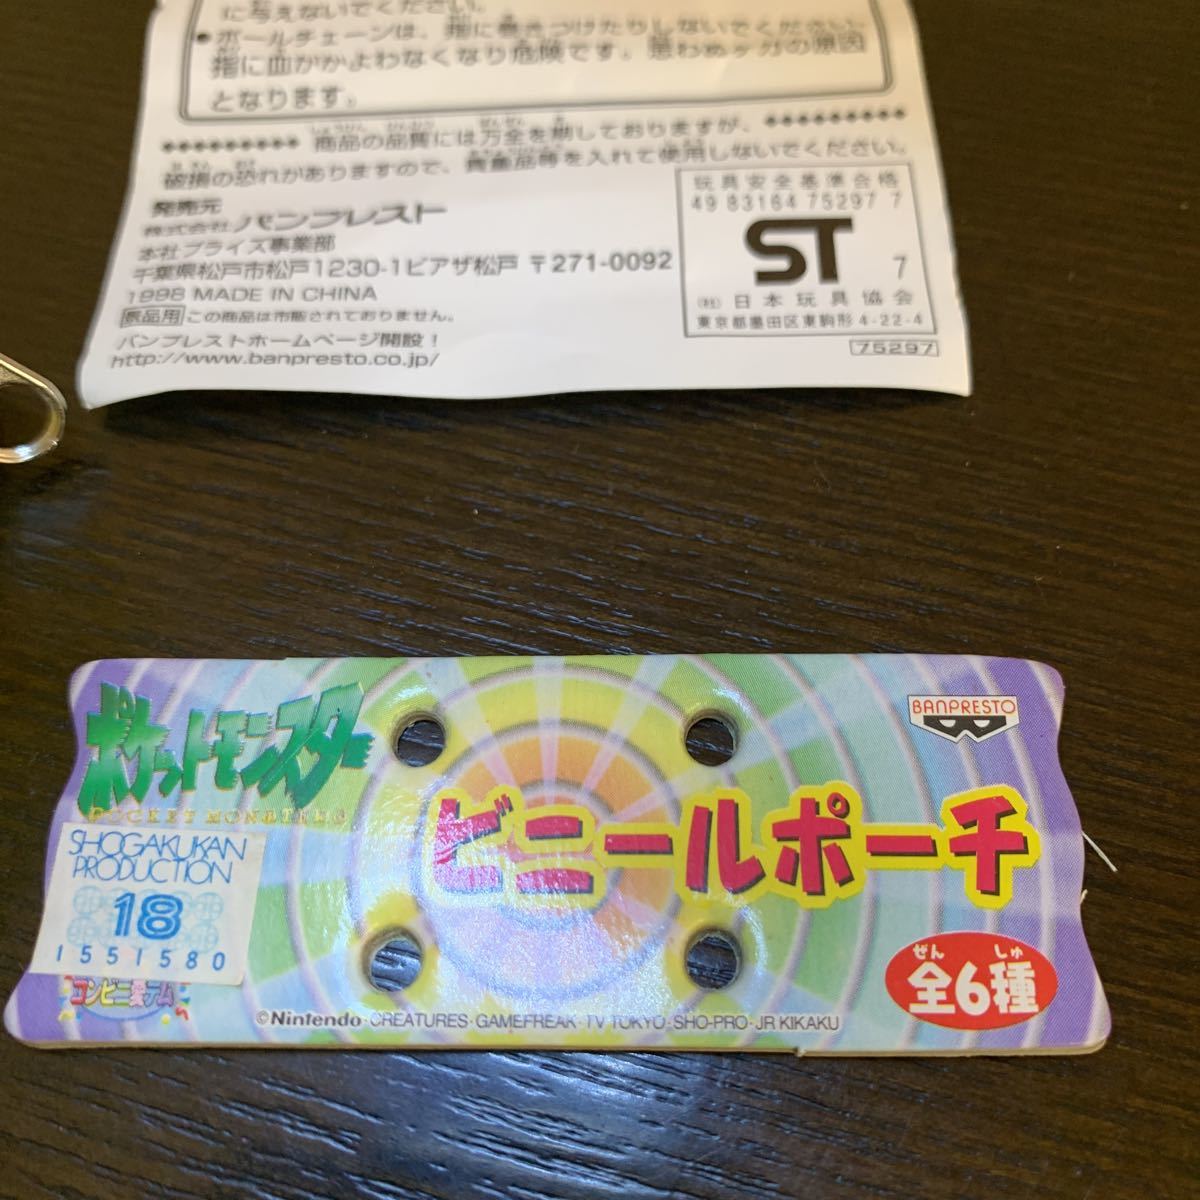 に与えないでください。
●ボールチェーンは、指に巻きつけたりしないでください。
指に血がかよわなくなり危険です。思わぬケガの原因
となります。
商品の品質には万全を期しておりますが、
破損の恐れがありますので、貴重品等を入れて使用しないでください。
発売元
株式会社バンプレスト
本社プライズ事業部
千葉県松戸市松戸1230-1ピアザ松戸 〒271-0092
1998 MADE IN CHINA
景品用 この商品は市販されておりません。
バンプレストホームページ開設!
http://www.banpresto.co.jp/
玩具安全基準合格
49 83164 75297 7
ST 7
(社)日本玩具協会
東京都墨田区東駒形4-22-4
75297
ポケットモンスター
POCKET MONSTERS
BANPRESTO
ビニールポーチ
SHOGAKUKAN
PRODUCTION
18
1551580
コンビニ愛テム
ぜん しゅ
全6種
©Nintendo·CREATURES·GAMEFREAK·TV TOKYO·SHO-PRO·JR KIKAKU